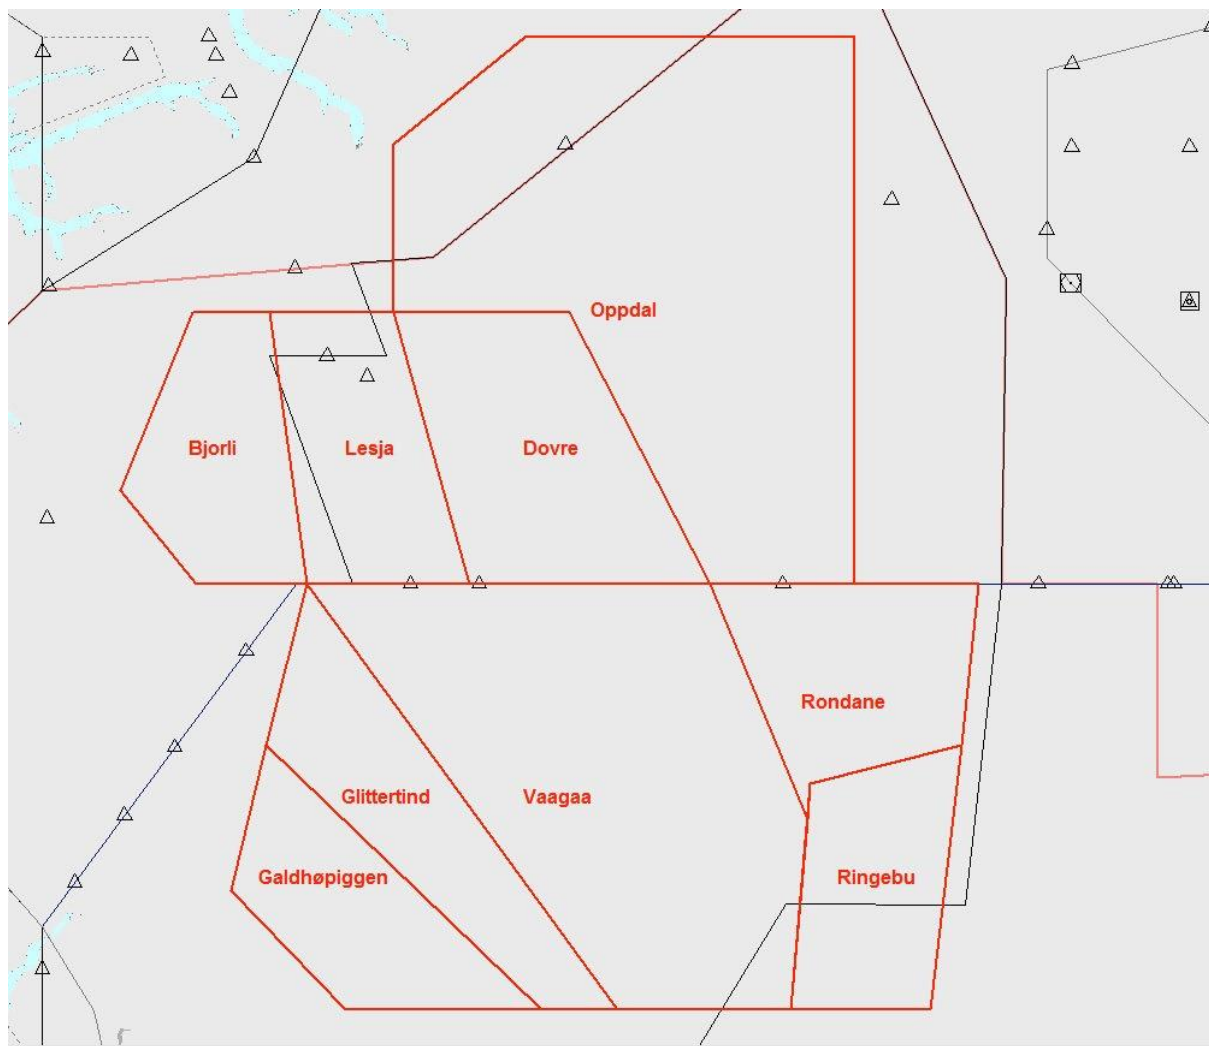 Oppdal
Bjorli
Lesja
Dovre
Rondane
Glittertind
Vaagaa
Galdhøpiggen
Ringebu